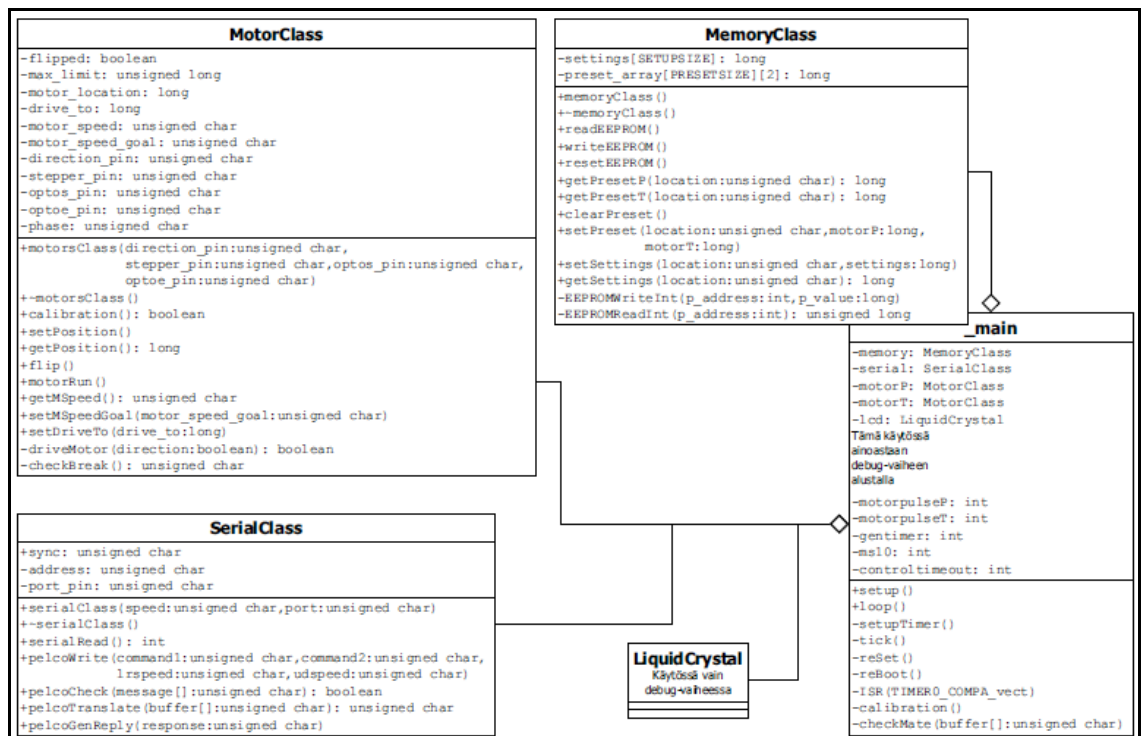 MotorClass
-flipped: boolean
-max_limit: unsigned long
-motor_location: long
-drive_to: long
-motor_speed: unsigned char
-motor_speed_goal: unsigned char
-direction_pin: unsigned char
-stepper_pin: unsigned char
-optos_pin: unsigned char
-optoe_pin: unsigned char
-phase: unsigned char
+motorsClass(direction_pin:unsigned char,
stepper_pin:unsigned char,optos_pin:unsigned char,
optoe_pin:unsigned char)
+~motorsClass()
+calibration(): boolean
+setPosition()
+getPosition(): long
+flip()
+motorRun()
+getMSpeed(): unsigned char
+setMSpeedGoal(motor_speed_goal:unsigned char)
+setDriveTo(drive_to:long)
-driveMotor(direction:boolean): boolean
-checkBreak(): unsigned char
MemoryClass
-settings[SETUPSIZE]: long
-preset_array[PRESETSIZE][2]: long
+memoryClass()
+~memoryClass()
+readEEPROM()
+writeEEPROM()
+resetEEPROM()
+getPresetP(location:unsigned char): long
+getPresetT(location:unsigned char): long
+clearPreset()
+setPreset(location:unsigned char,motorP:long,
motorT:long)
+setSettings(location:unsigned char,settings:long)
+getSettings(location:unsigned char): long
-EEPROMWriteInt(p_address:int,p_value:long)
-EEPROMReadInt(p_address:int): unsigned long
_main
-memory: MemoryClass
-serial: SerialClass
-motorP: MotorClass
-motorT: MotorClass
-lcd: LiquidCrystal
Tämä käytössä
ainoastaan
debug-vaiheen
alustalla
-motorpulseP: int
-motorpulseT: int
-gentimer: int
-ms10: int
-controltimeout: int
+setup()
+loop()
-setupTimer()
-tick()
-reSet()
-reBoot()
-ISR(TIMER0_COMPA_vect)
-calibration()
-checkMate(buffer[]:unsigned char)
SerialClass
+sync: unsigned char
-address: unsigned char
-port_pin: unsigned char
+serialClass(speed:unsigned char,port:unsigned char)
+~serialClass()
+serialRead(): int
+pelcoWrite(command1:unsigned char,command2:unsigned char,
lrspeed:unsigned char,udspeed:unsigned char)
+pelcoCheck(message[]:unsigned char): boolean
+pelcoTranslate(buffer[]:unsigned char): unsigned char
+pelcoGenReply(response:unsigned char)
LiquidCrystal
Käytössä vain
debug-vaiheessa